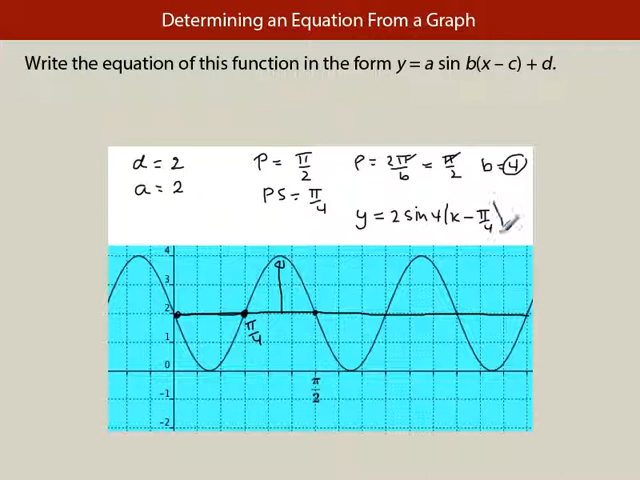 Determining an Equation From a Graph
Write the equation of this function in the form y = a sin b(x – c) + d.
d = 2
a = 2
P = π/2
PS = π/4
P = 2π/b = π/2
b = 4
y = 2 sin 4(x - π/4)
4
3
2
1
0
-1
-2
a
π/4
π/2